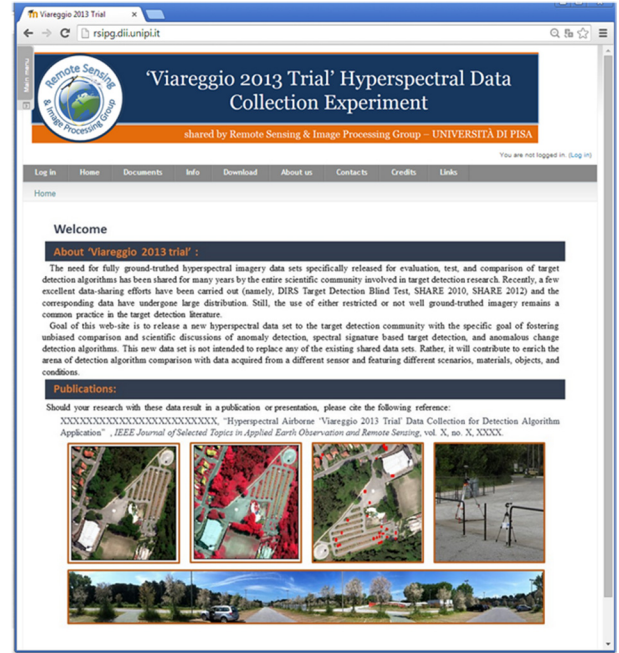 Viareggio 2013 Trial
rsipg.dii.unipi.it
Main menu
Remote Sensing
& Image Processing Group
'Viareggio 2013 Trial' Hyperspectral Data
Collection Experiment
shared by Remote Sensing & Image Processing Group – UNIVERSITÀ DI PISA
You are not logged in. (Log in)
Log in Home Documents Info Download About us Contacts Credits Links
Home
Welcome
About 'Viareggio 2013 trial' :
The need for fully ground-truthed hyperspectral imagery data sets specifically released for evaluation, test, and comparison of target
detection algorithms has been shared for many years by the entire scientific community involved in target detection research. Recently, a few
excellent data-sharing efforts have been carried out (namely, DIRS Target Detection Blind Test, SHARE 2010, SHARE 2012) and the
corresponding data have undergone large distribution. Still, the use of either restricted or not well ground-truthed imagery remains a
common practice in the target detection literature.
Goal of this web-site is to release a new hyperspectral data set to the target detection community with the specific goal of fostering
unbiased comparison and scientific discussions of anomaly detection, spectral signature based target detection, and anomalous change
detection algorithms. This new data set is not intended to replace any of the existing shared data sets. Rather, it will contribute to enrich the
arena of detection algorithm comparison with data acquired from a different sensor and featuring different scenarios, materials, objects, and
conditions.
Publications:
Should your research with these data result in a publication or presentation, please cite the following reference:
XXXXXXXXXXXXXXXXXXXXXXXXX, "Hyperspectral Airborne 'Viareggio 2013 Trial' Data Collection for Detection Algorithm
Application" , IEEE Journal of Selected Topics in Applied Earth Observation and Remote Sensing, vol. X, no. X, XXXX.